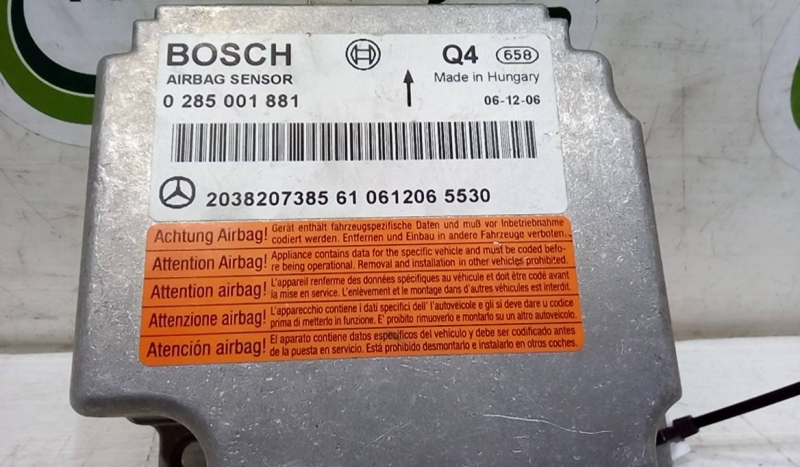 BOSCH
Q4 658
AIRBAG SENSOR
Made in Hungary
0 285 001 881
06-12-06
2038207385 61 061206 5530
Achtung Airbag! Gerät enthält fahrzeugspezifische Daten und muß vor Inbetriebnahme
codiert werden. Entfernen und Einbau in andere Fahrzeuge verboten.
Attention Airbag! Appliance contains data for the specific vehicle and must be coded befo-
re being operational. Removal and installation in other vehicles prohibited.
Attention airbag! L'appareil renferme des données spécifiques au véhicule et doit être codé avant
la mise en service. L'enlèvement et le montage dans d'autres véhicules est interdit.
Attenzione airbag! L'apparecchio contiene i dati specifici dell' autoveicolo e gli si deve dare u codice
prima di metterlo in funzione. E' proibito rimuoverlo e montarlo su un altro autoveicolo.
Atención airbag! El aparato contiene datos específicos del vehículo y debe ser codificado antes
de la puesta en servicio. Está prohibido desmontarlo e instalarlo en otros coches.